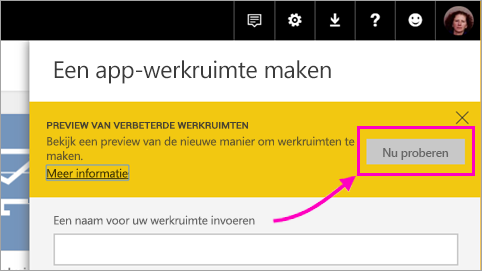 Een app-werkruimte maken
PREVIEW VAN VERBETERDE WERKRUIMTEN
Bekijk een preview van de nieuwe manier om werkruimten te
maken.
Meer informatie
Nu proberen
Een naam voor uw werkruimte invoeren